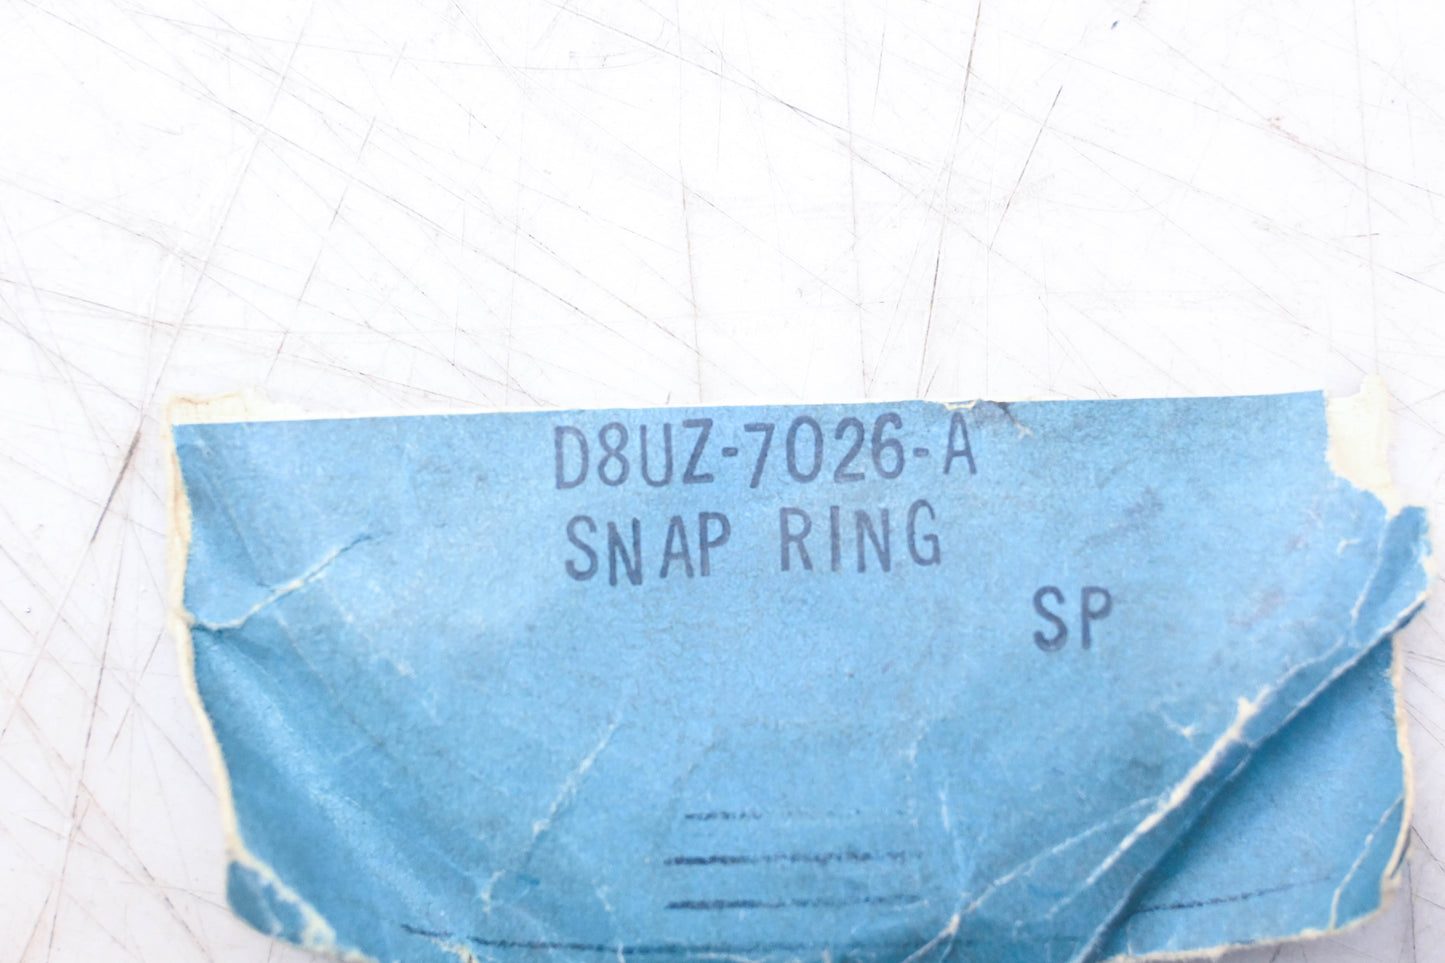 D8UZ-7026-A
SNAP RING
SP